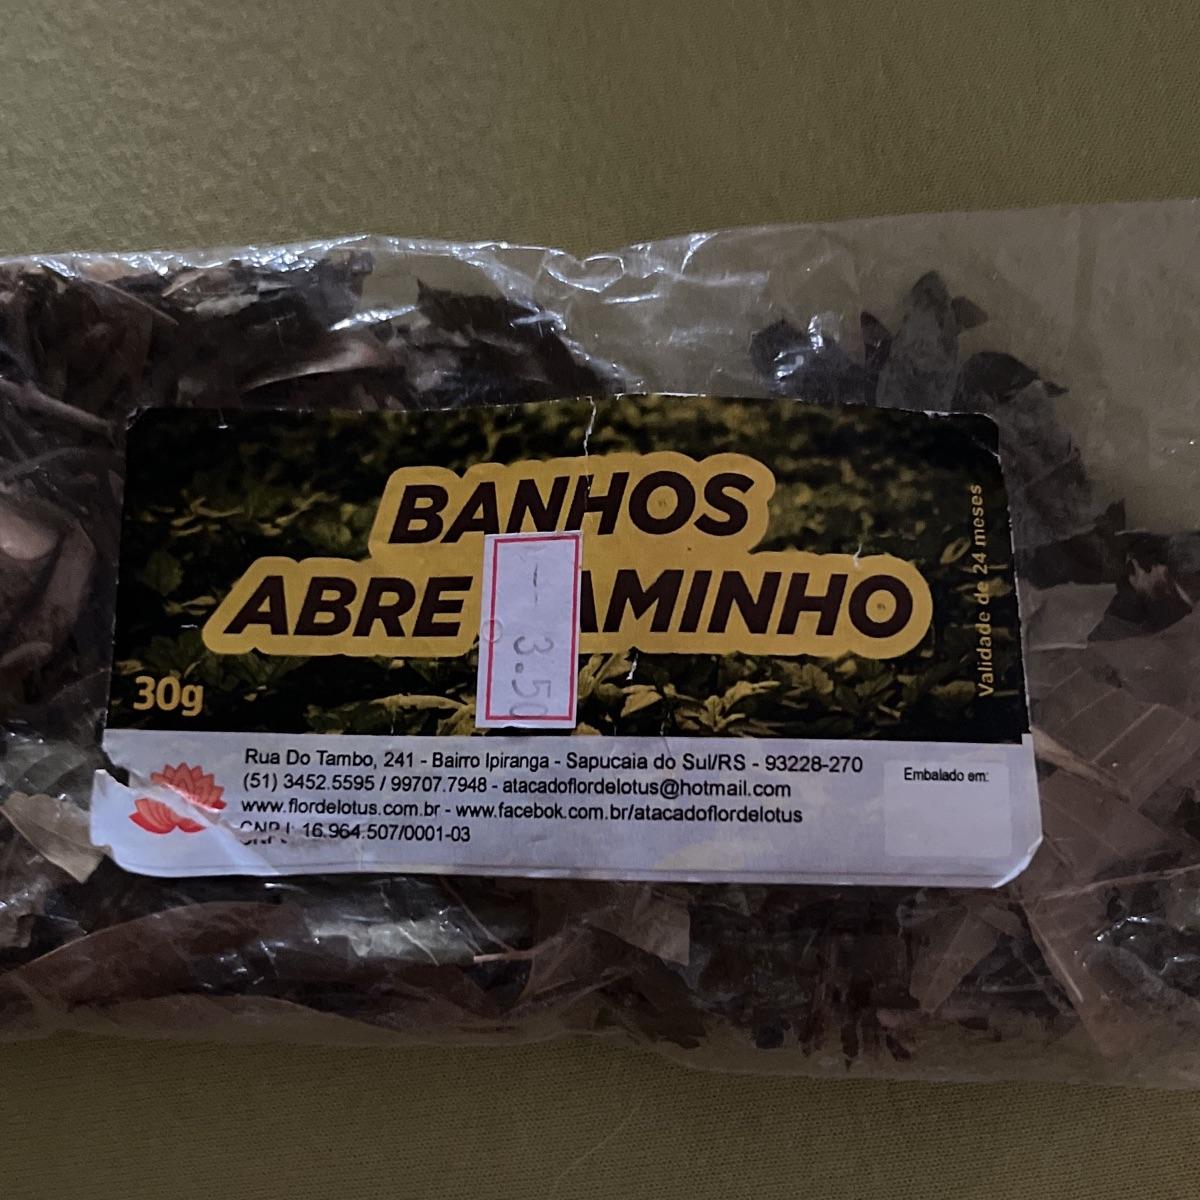 BANHOS
ABRE CAMINHO
3.50
30g
Validade de 24 meses
Rua Do Tambo, 241 - Bairro Ipiranga - Sapucaia do Sul/RS - 93228-270
(51) 3452.5595 / 99707.7948 - atacadoflordelotus@hotmail.com
www.flordelotus.com.br - www.facebok.com.br/atacadoflordelotus
CNPJ: 16.964.507/0001-03
Embalado em: